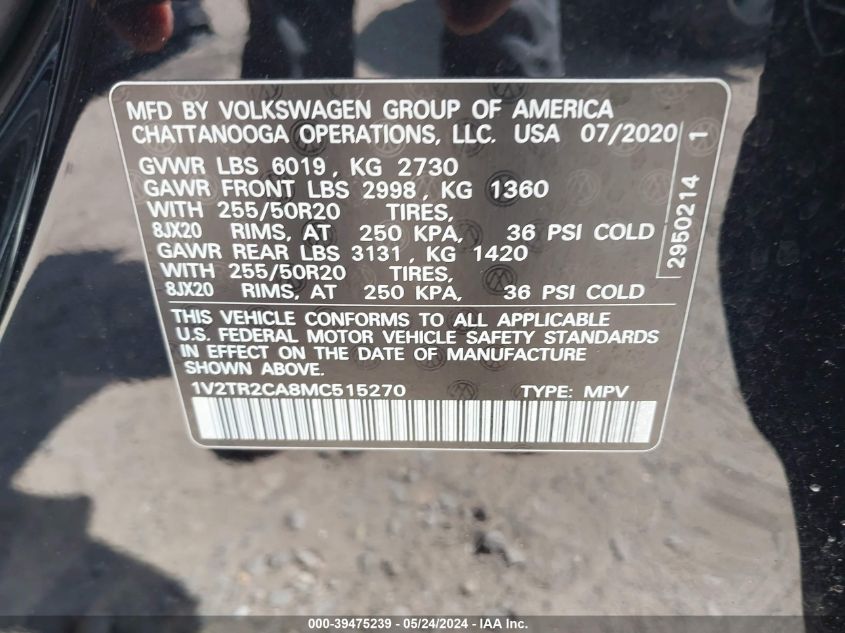 MFD BY VOLKSWAGEN GROUP OF AMERICA
CHATTANOOGA OPERATIONS, LLC. USA 07/2020
GVWR LBS 6019, KG 2730
GAWR FRONT LBS 2998, KG 1360
WITH 255/50R20 TIRES,
8JX20 RIMS, AT 250 KPA, 36 PSI COLD
GAWR REAR LBS 3131, KG 1420
WITH 255/50R20 TIRES,
8JX20 RIMS, AT 250 KPA, 36 PSI COLD
2950214 1
THIS VEHICLE CONFORMS TO ALL APPLICABLE
U.S. FEDERAL MOTOR VEHICLE SAFETY STANDARDS
IN EFFECT ON THE DATE OF MANUFACTURE
SHOWN ABOVE.
1V2TR2CA8MC515270 TYPE: MPV
000-39475239 - 05/24/2024 - IAA Inc.